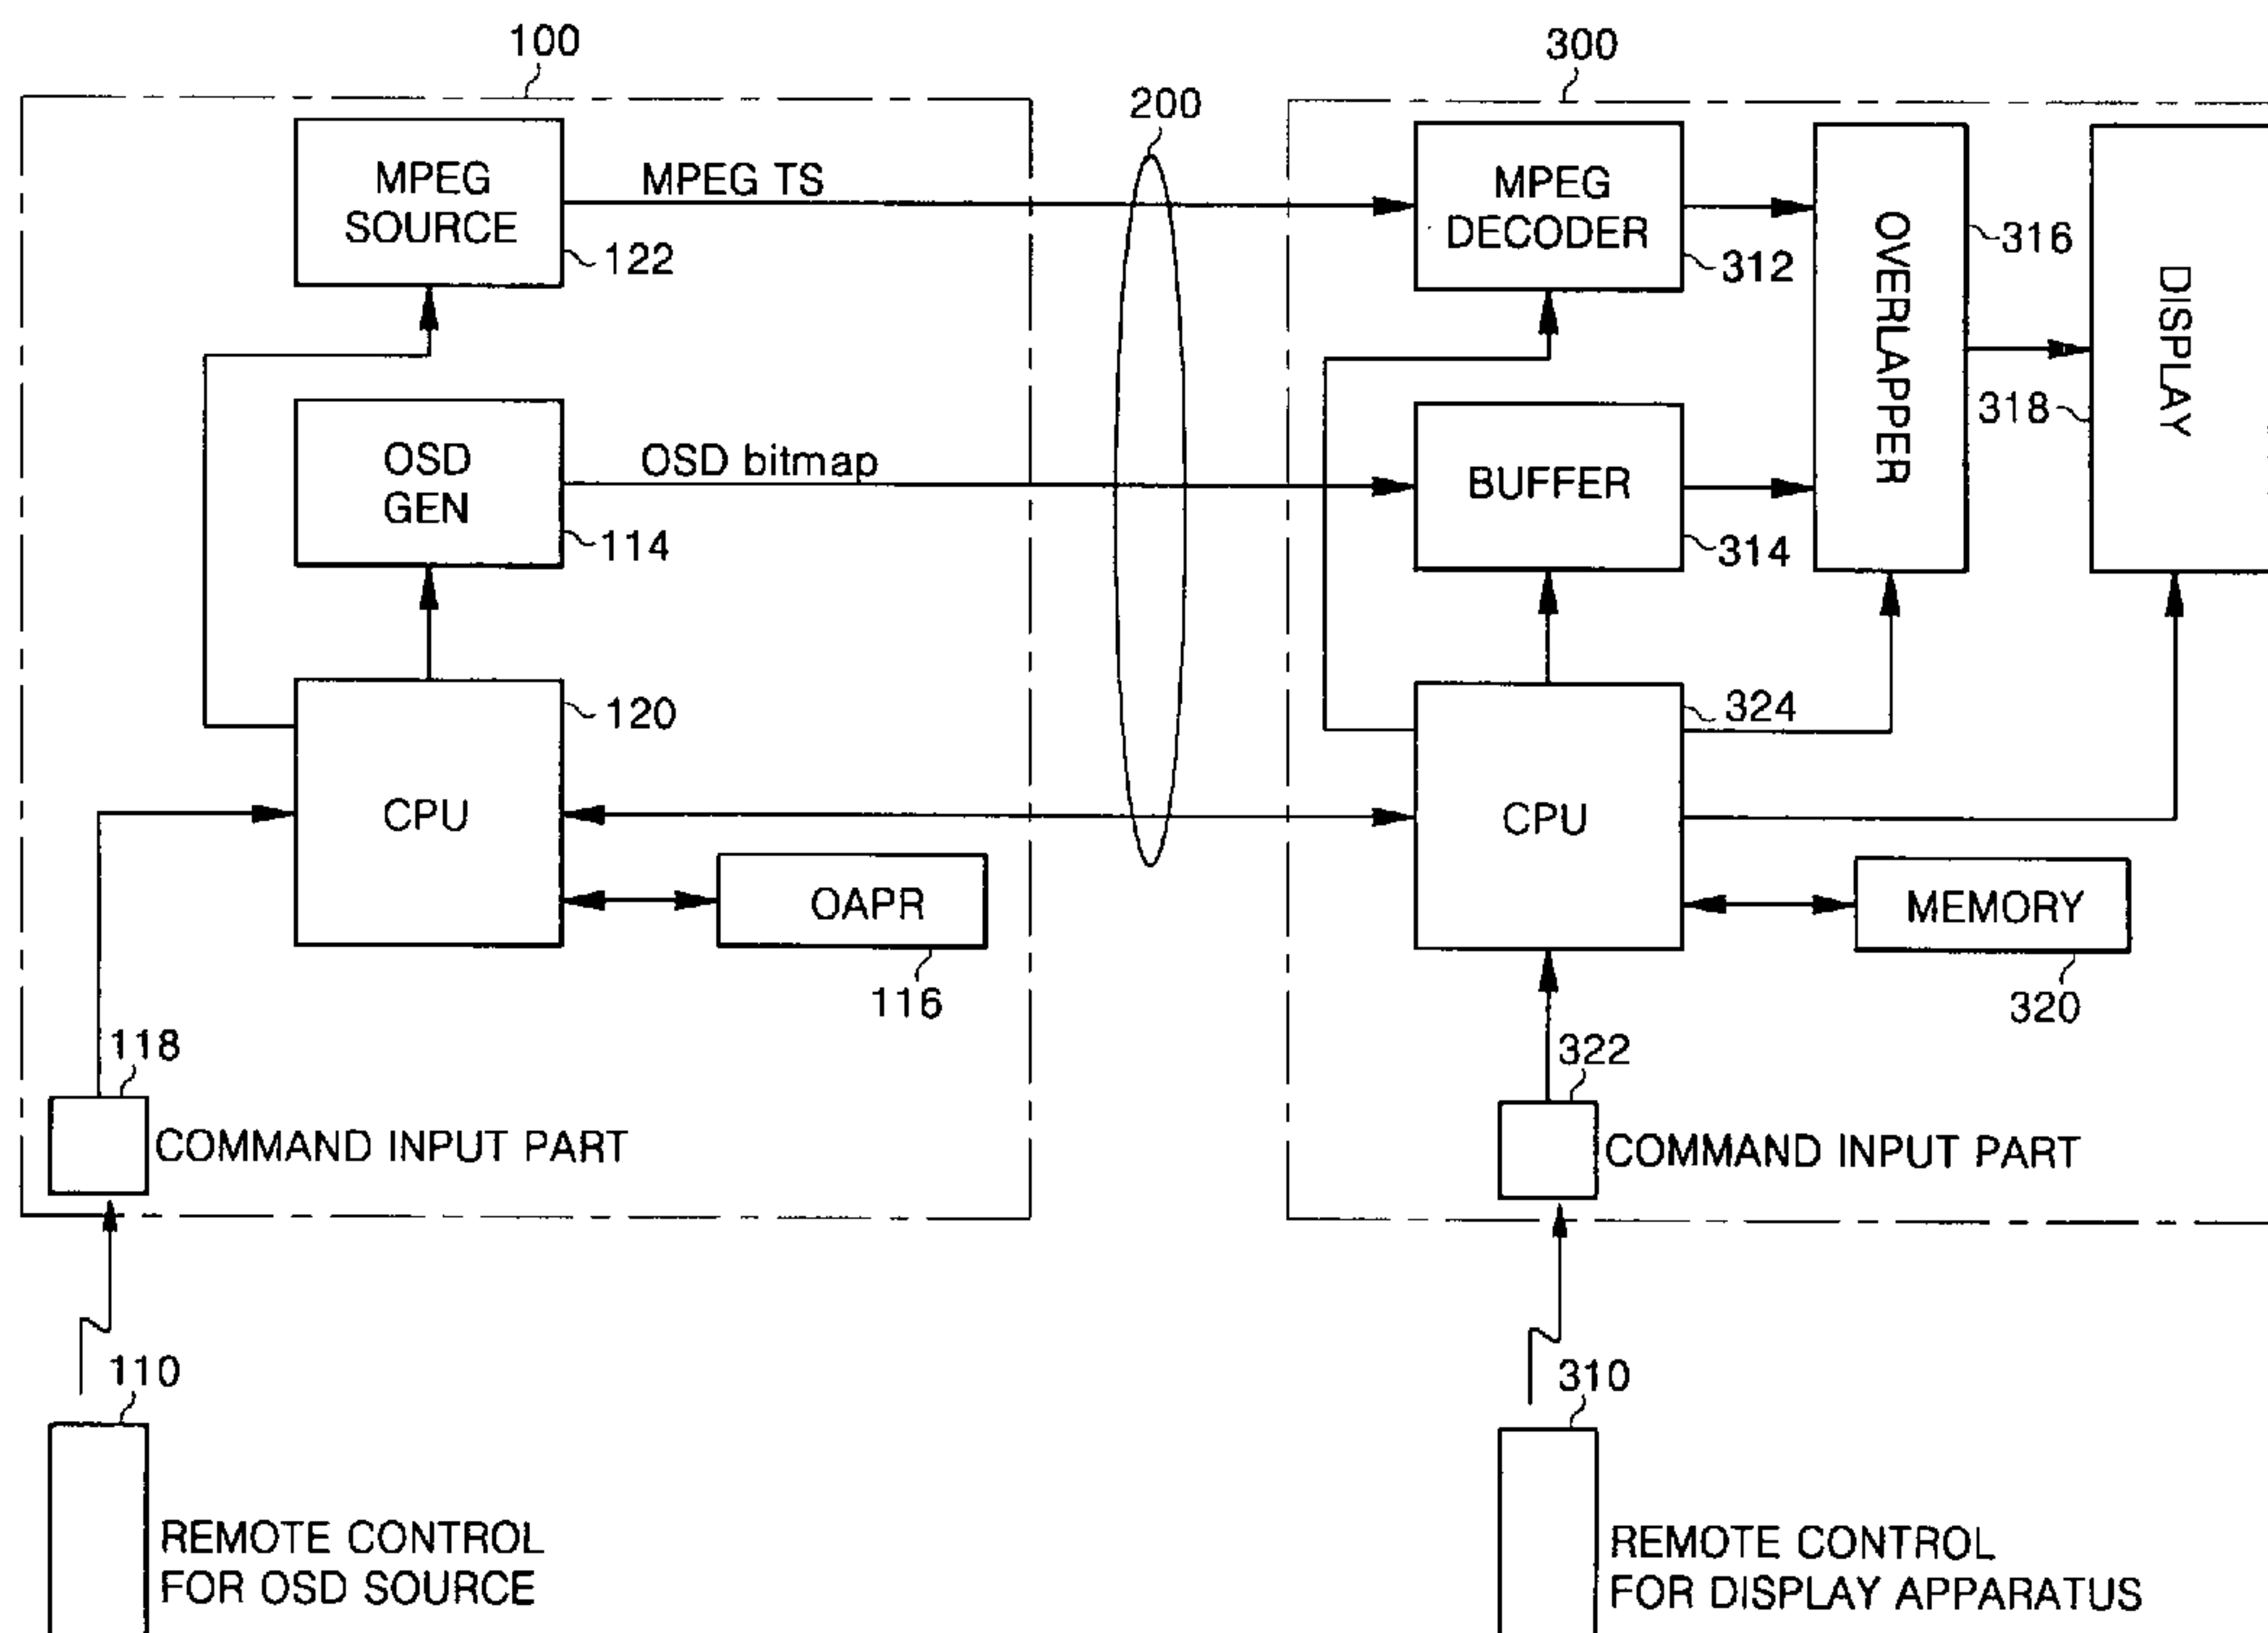 100
300
200
MPEG
SOURCE
122
MPEG TS
MPEG
DECODER
312
OVERLAPPER
316
DISPLAY
318
OSD
GEN
114
OSD bitmap
BUFFER
314
CPU
120
CPU
324
OAPR
116
MEMORY
320
118
COMMAND INPUT PART
322
COMMAND INPUT PART
110
REMOTE CONTROL
FOR OSD SOURCE
310
REMOTE CONTROL
FOR DISPLAY APPARATUS